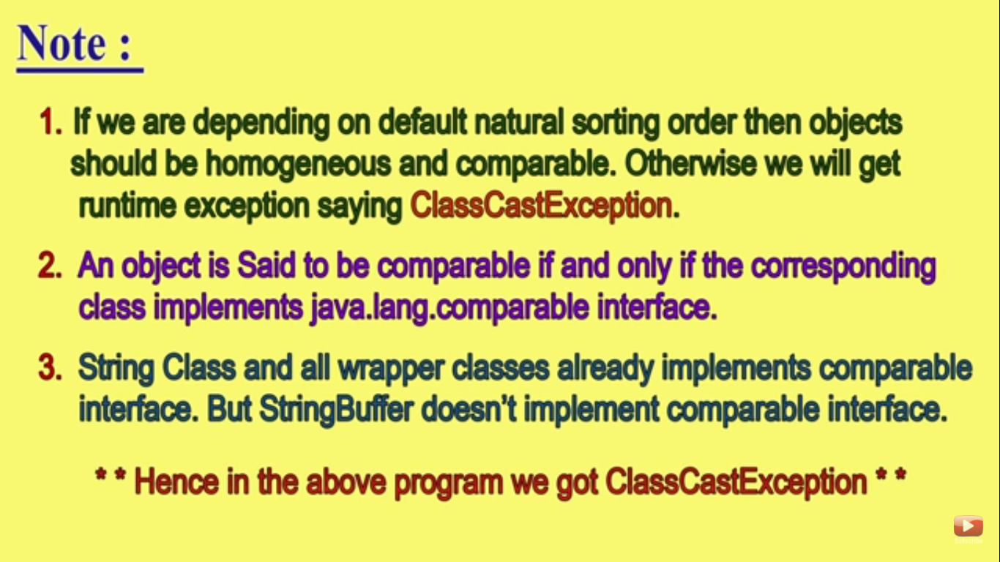 Note :
1. If we are depending on default natural sorting order then objects
should be homogeneous and comparable. Otherwise we will get
runtime exception saying ClassCastException.
2. An object is Said to be comparable if and only if the corresponding
class implements java.lang.comparable interface.
3. String Class and all wrapper classes already implements comparable
interface. But StringBuffer doesn't implement comparable interface.
* * Hence in the above program we got ClassCastException * *